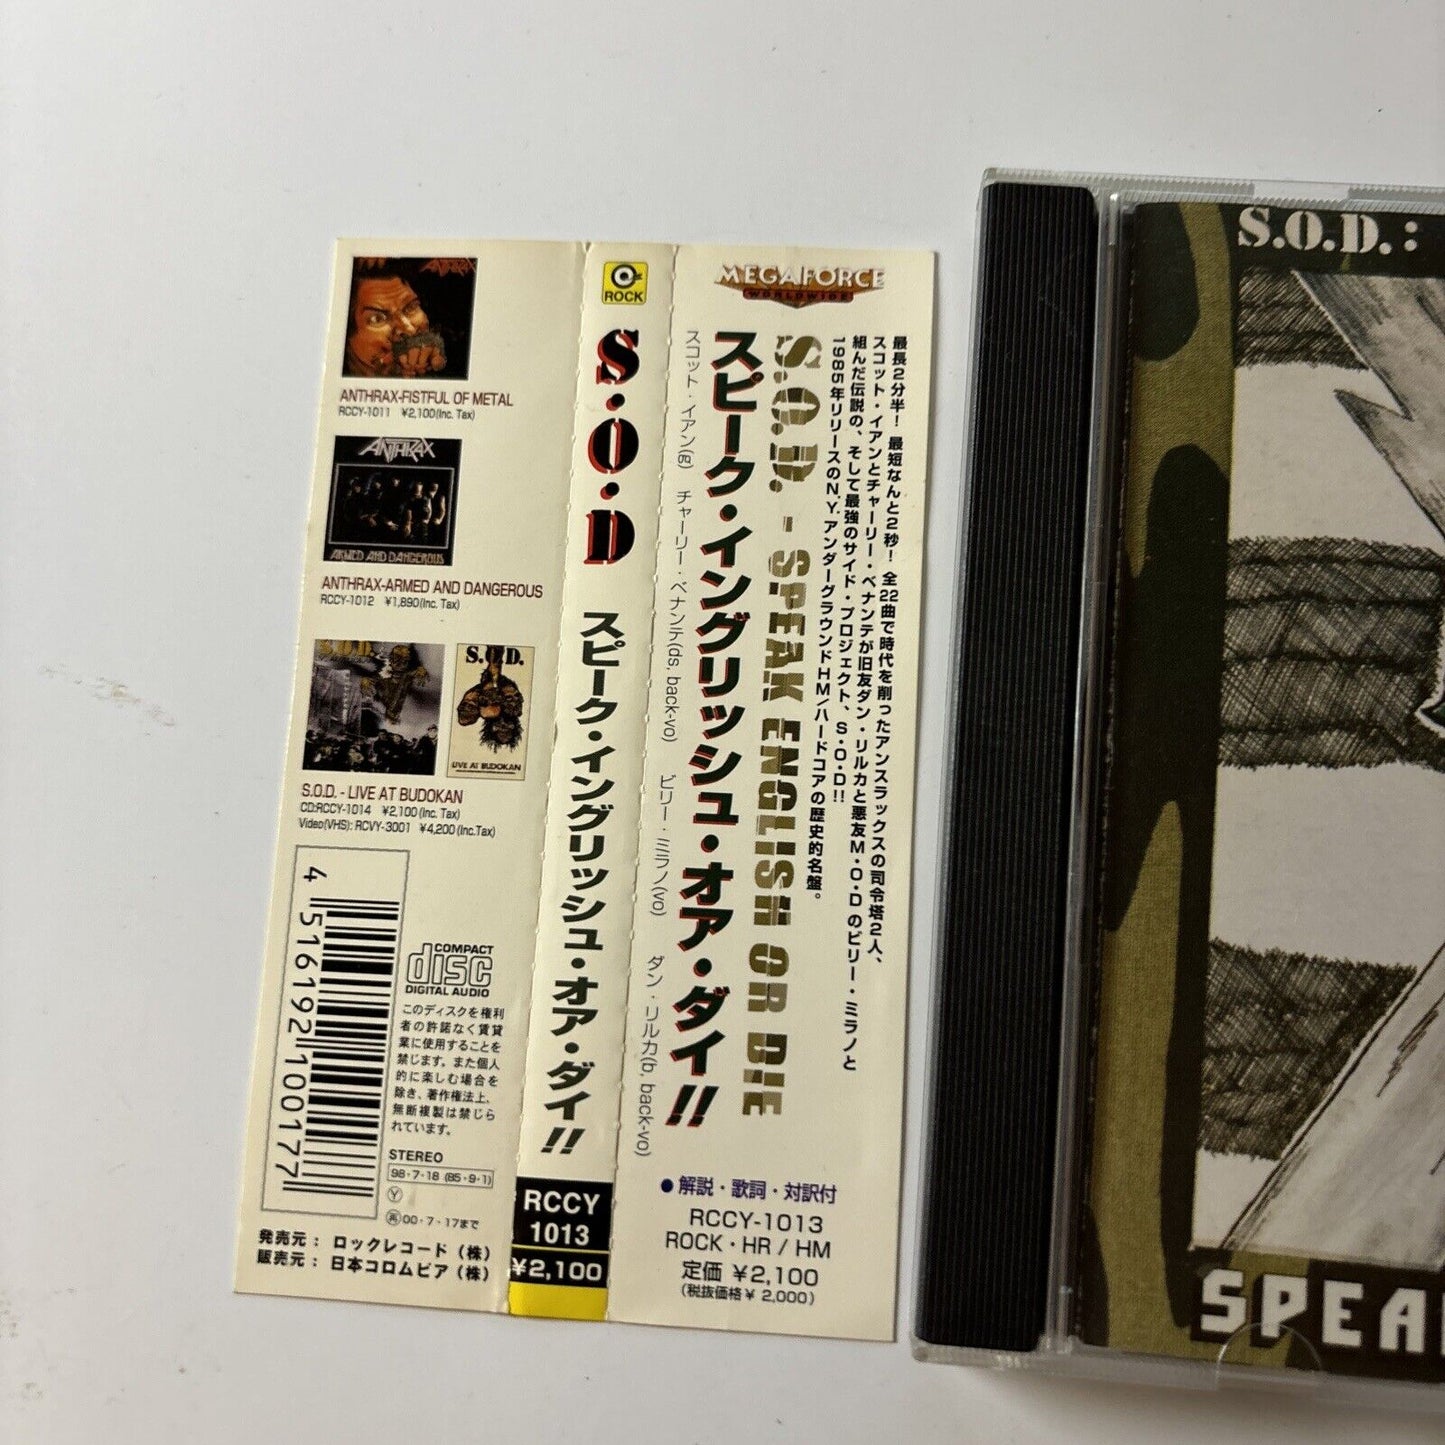 ANTHRAX
ANTHRAX-FISTFUL OF METAL
RCCY-1011 ¥2,100(Inc. Tax)
ANTHRAX
ARMED AND DANGEROUS
ANTHRAX-ARMED AND DANGEROUS
RCCY-1012 ¥1,890(Inc. Tax)
S.O.D.
S.O.D.
LIVE AT BUDOKAN
S.O.D. - LIVE AT BUDOKAN
CD:RCCY-1014 ¥2,100(Inc. Tax)
Video(VHS): RCVY-3001 ¥4,200(Inc.Tax)
4 516192 100177
COMPACT
disc
DIGITAL AUDIO
このディスクを権利
者の許諾なく賃貸
業に使用することを
禁じます。また個人
的に楽しむ場合を
除き、著作権法上、
無断複製は禁じら
れています。
STEREO
98・7・18 (85・9・1)
Y
再00・7・17まで
発売元：ロックレコード（株）
販売元：日本コロムビア（株）
ROCK
S・O・D
スピーク・イングリッシュ・オア・ダイ!!
RCCY
1013
¥2,100
MEGAFORCE
WORLDWIDE
最長2分半！最短なんと2秒！全22曲で時代を削ったアンスラックスの司令塔2人、
スコット・イアンとチャーリー・ベナンテが旧友ダン・リルカと悪友M・O・Dのビリー・ミラノと
組んだ伝説の、そして最強のサイド・プロジェクト、S・O・D!!
1985年リリースのN.Y.アンダーグラウンドHM/ハードコアの歴史的名盤。
S.O.D. - SPEAK ENGLISH OR DIE
スピーク・イングリッシュ・オア・ダイ!!
スコット・イアン(g) チャーリー・ベナンテ(ds, back-vo) ビリー・ミラノ(vo) ダン・リルカ(b, back-vo)
●解説・歌詞・対訳付
RCCY-1013
ROCK・HR / HM
定価 ¥2,100
(税抜価格¥ 2,000)
S.O.D.:
SPEA